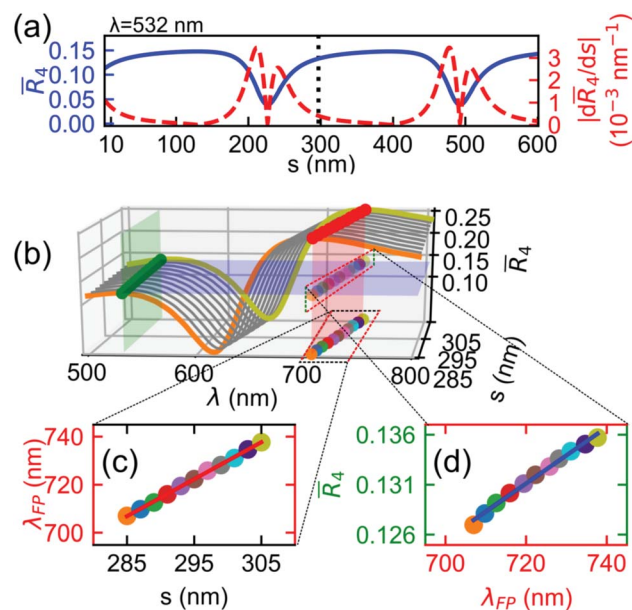 (a)
λ=532 nm
R̅₄
0.15
0.10
0.05
0.00
3
2
1
0
|dR̅₄/ds|
(10⁻³ nm⁻¹)
10 100 200 300 400 500 600
s (nm)
(b)
0.25
0.20
0.15
0.10
R̅₄
500 600 700 800
λ (nm)
305
295
285
s (nm)
(c)
740
720
700
λFP (nm)
285 295 305
s (nm)
(d)
0.136
0.131
0.126
R̅₄
700 720 740
λFP (nm)